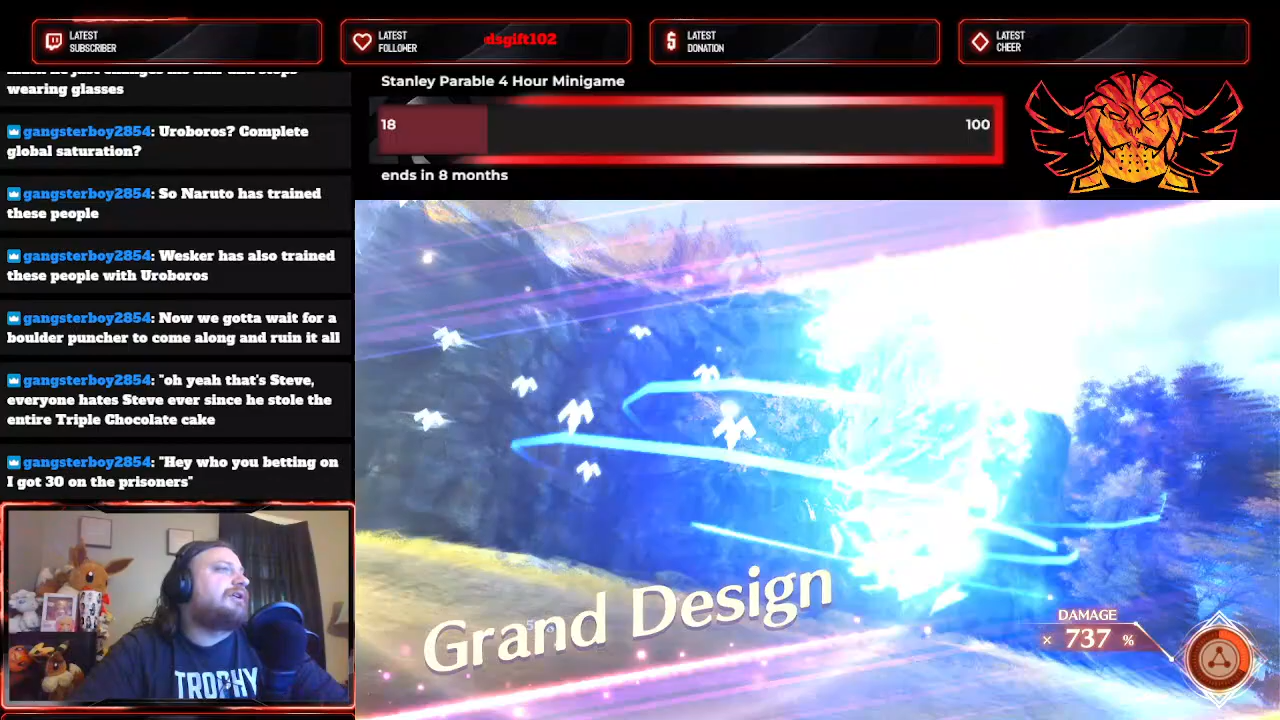 LATEST
SUBSCRIBER
LATEST
FOLLOWER
dsgift102
LATEST
DONATION
LATEST
CHEER
wearing glasses
gangsterboy2854: Uroboros? Complete
global saturation?
gangsterboy2854: So Naruto has trained
these people
gangsterboy2854: Wesker has also trained
these people with Uroboros
gangsterboy2854: Now we gotta wait for a
boulder puncher to come along and ruin it all
gangsterboy2854: "oh yeah that's Steve,
everyone hates Steve ever since he stole the
entire Triple Chocolate cake
gangsterboy2854: "Hey who you betting on
I got 30 on the prisoners"
Stanley Parable 4 Hour Minigame
18
100
ends in 8 months
Grand Design
DAMAGE
× 737 %
TROPHY